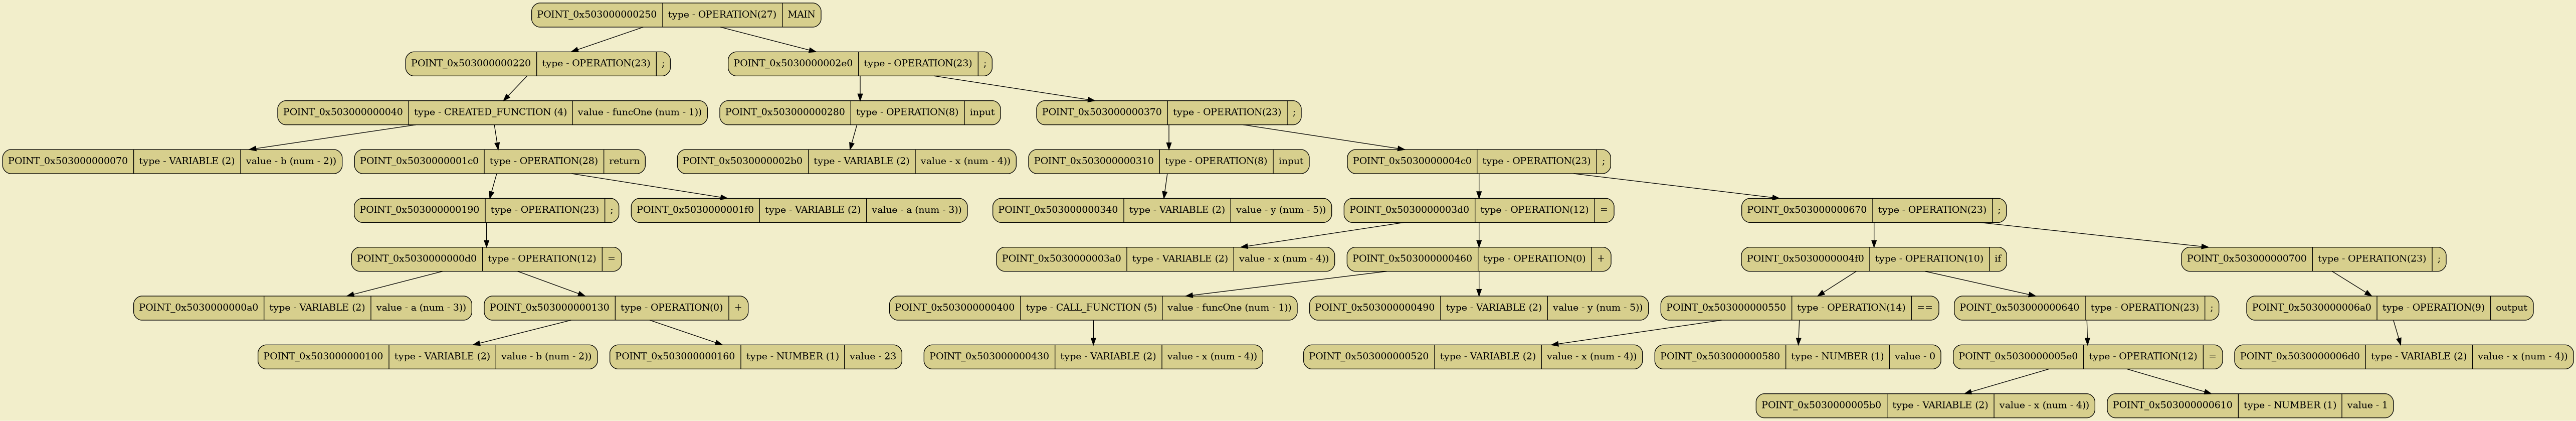 POINT_0x503000000250 type - OPERATION(27) MAIN
POINT_0x503000000220 type - OPERATION(23) ;
POINT_0x5030000002e0 type - OPERATION(23) ;
POINT_0x503000000040 type - CREATED_FUNCTION (4) value - funcOne (num - 1))
POINT_0x503000000280 type - OPERATION(8) input
POINT_0x503000000370 type - OPERATION(23) ;
POINT_0x503000000070 type - VARIABLE (2) value - b (num - 2))
POINT_0x5030000001c0 type - OPERATION(28) return
POINT_0x5030000002b0 type - VARIABLE (2) value - x (num - 4))
POINT_0x503000000310 type - OPERATION(8) input
POINT_0x5030000004c0 type - OPERATION(23) ;
POINT_0x503000000190 type - OPERATION(23) ;
POINT_0x5030000001f0 type - VARIABLE (2) value - a (num - 3))
POINT_0x503000000340 type - VARIABLE (2) value - y (num - 5))
POINT_0x5030000003d0 type - OPERATION(12) =
POINT_0x503000000670 type - OPERATION(23) ;
POINT_0x5030000000d0 type - OPERATION(12) =
POINT_0x5030000003a0 type - VARIABLE (2) value - x (num - 4))
POINT_0x503000000460 type - OPERATION(0) +
POINT_0x5030000004f0 type - OPERATION(10) if
POINT_0x503000000700 type - OPERATION(23) ;
POINT_0x5030000000a0 type - VARIABLE (2) value - a (num - 3))
POINT_0x503000000130 type - OPERATION(0) +
POINT_0x503000000400 type - CALL_FUNCTION (5) value - funcOne (num - 1))
POINT_0x503000000490 type - VARIABLE (2) value - y (num - 5))
POINT_0x503000000550 type - OPERATION(14) ==
POINT_0x503000000640 type - OPERATION(23) ;
POINT_0x5030000006a0 type - OPERATION(9) output
POINT_0x503000000100 type - VARIABLE (2) value - b (num - 2))
POINT_0x503000000160 type - NUMBER (1) value - 23
POINT_0x503000000430 type - VARIABLE (2) value - x (num - 4))
POINT_0x503000000520 type - VARIABLE (2) value - x (num - 4))
POINT_0x503000000580 type - NUMBER (1) value - 0
POINT_0x5030000005e0 type - OPERATION(12) =
POINT_0x5030000006d0 type - VARIABLE (2) value - x (num - 4))
POINT_0x5030000005b0 type - VARIABLE (2) value - x (num - 4))
POINT_0x503000000610 type - NUMBER (1) value - 1